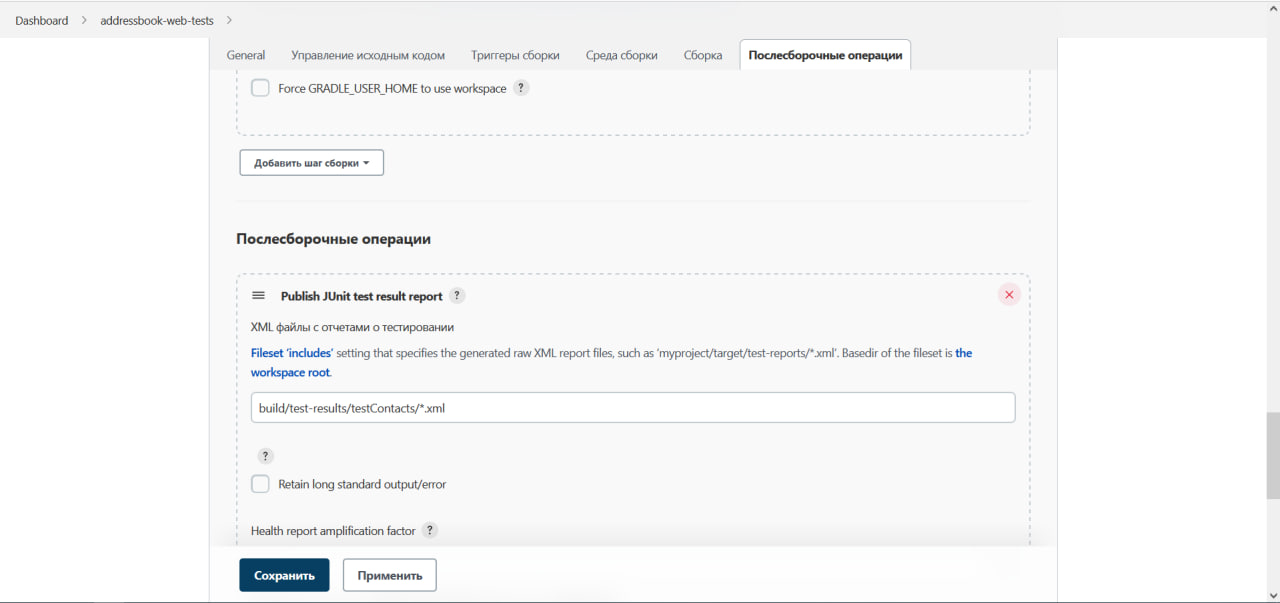 Dashboard > addressbook-web-tests >
General Управление исходным кодом Триггеры сборки Среда сборки Сборка Послесборочные операции
Force GRADLE_USER_HOME to use workspace ?
Добавить шаг сборки
Послесборочные операции
Publish JUnit test result report ?
XML файлы с отчетами о тестировании
Fileset 'includes' setting that specifies the generated raw XML report files, such as 'myproject/target/test-reports/*.xml'. Basedir of the fileset is the
workspace root.
build/test-results/testContacts/*.xml
?
Retain long standard output/error
Health report amplification factor ?
Сохранить Применить